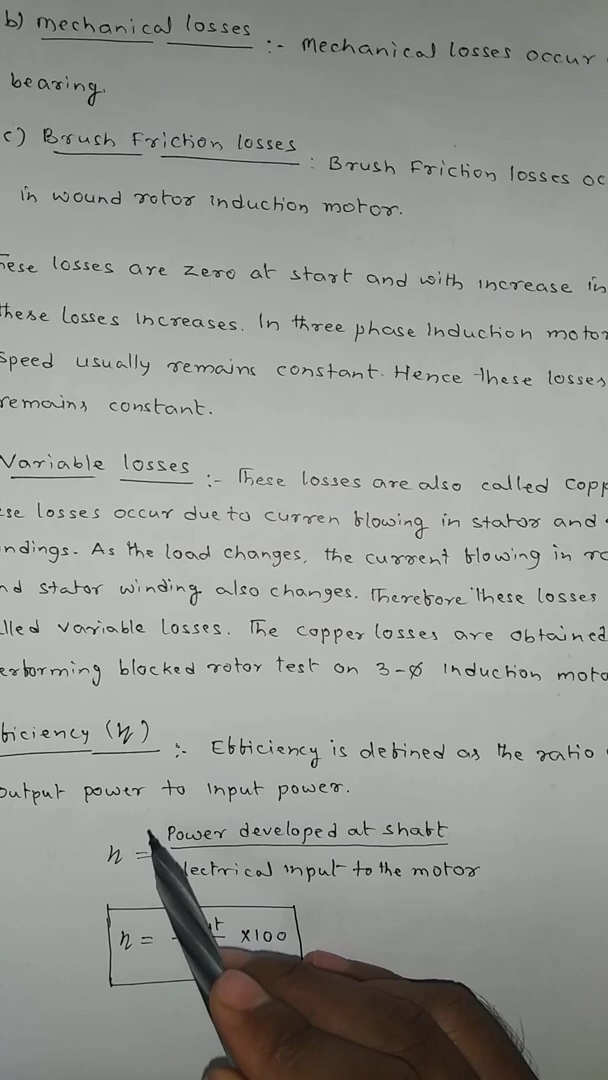 b) Mechanical losses :- Mechanical losses occur
bearing.
c) Brush Friction losses : Brush Friction losses oc
in wound rotor induction motor.
hese losses are zero at start and with increase in
these losses increases. In three phase Induction motor
speed usually remains constant. Hence these losses
remains constant.
Variable losses :- These losses are also called Copp
ese losses occur due to curren flowing in stator and
ndings. As the load changes, the current flowing in ro
nd stator winding also changes. Therefore these losses
lled variable losses. The copper losses are obtained
erforming blocked rotor test on 3-φ induction moto
ficiency (η) :- Efficiency is defined as the ratio
output power to input power.
η = Power developed at shaft
lectrical input to the motor
η = ×100